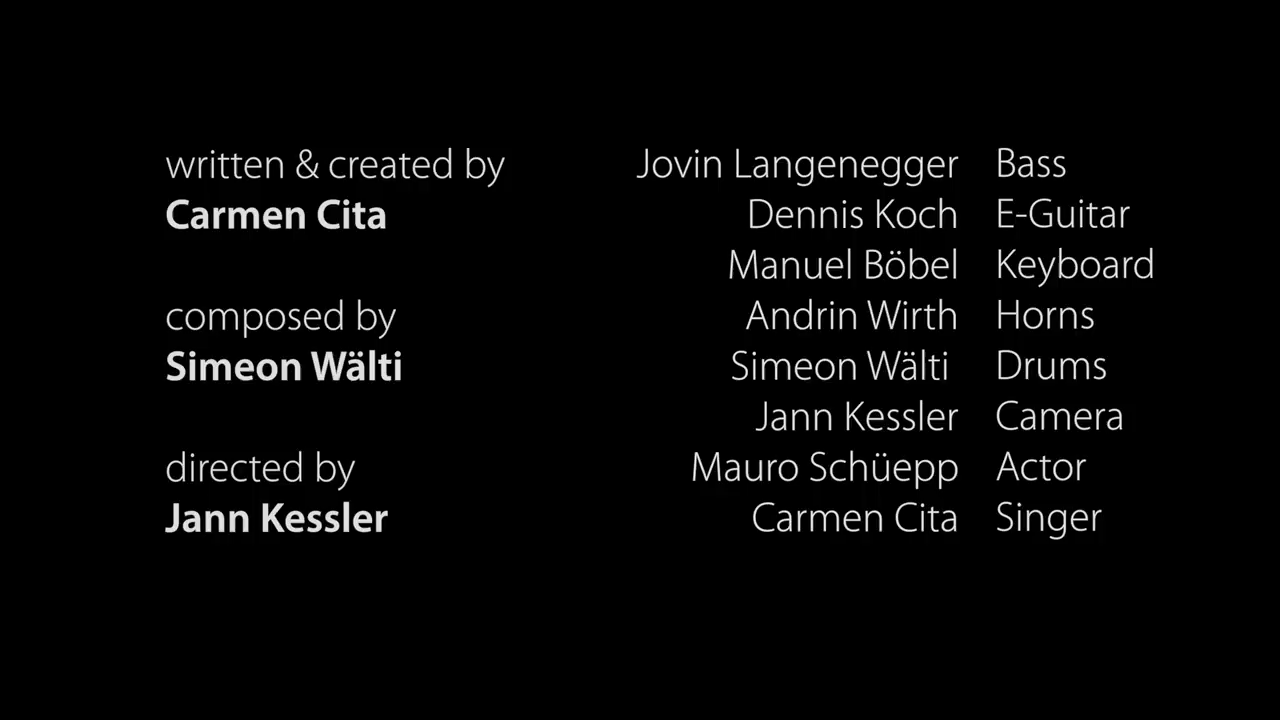 written & created by
Carmen Cita
composed by
Simeon Wälti
directed by
Jann Kessler
Jovin Langenegger Bass
Dennis Koch E-Guitar
Manuel Böbel Keyboard
Andrin Wirth Horns
Simeon Wälti Drums
Jann Kessler Camera
Mauro Schüepp Actor
Carmen Cita Singer